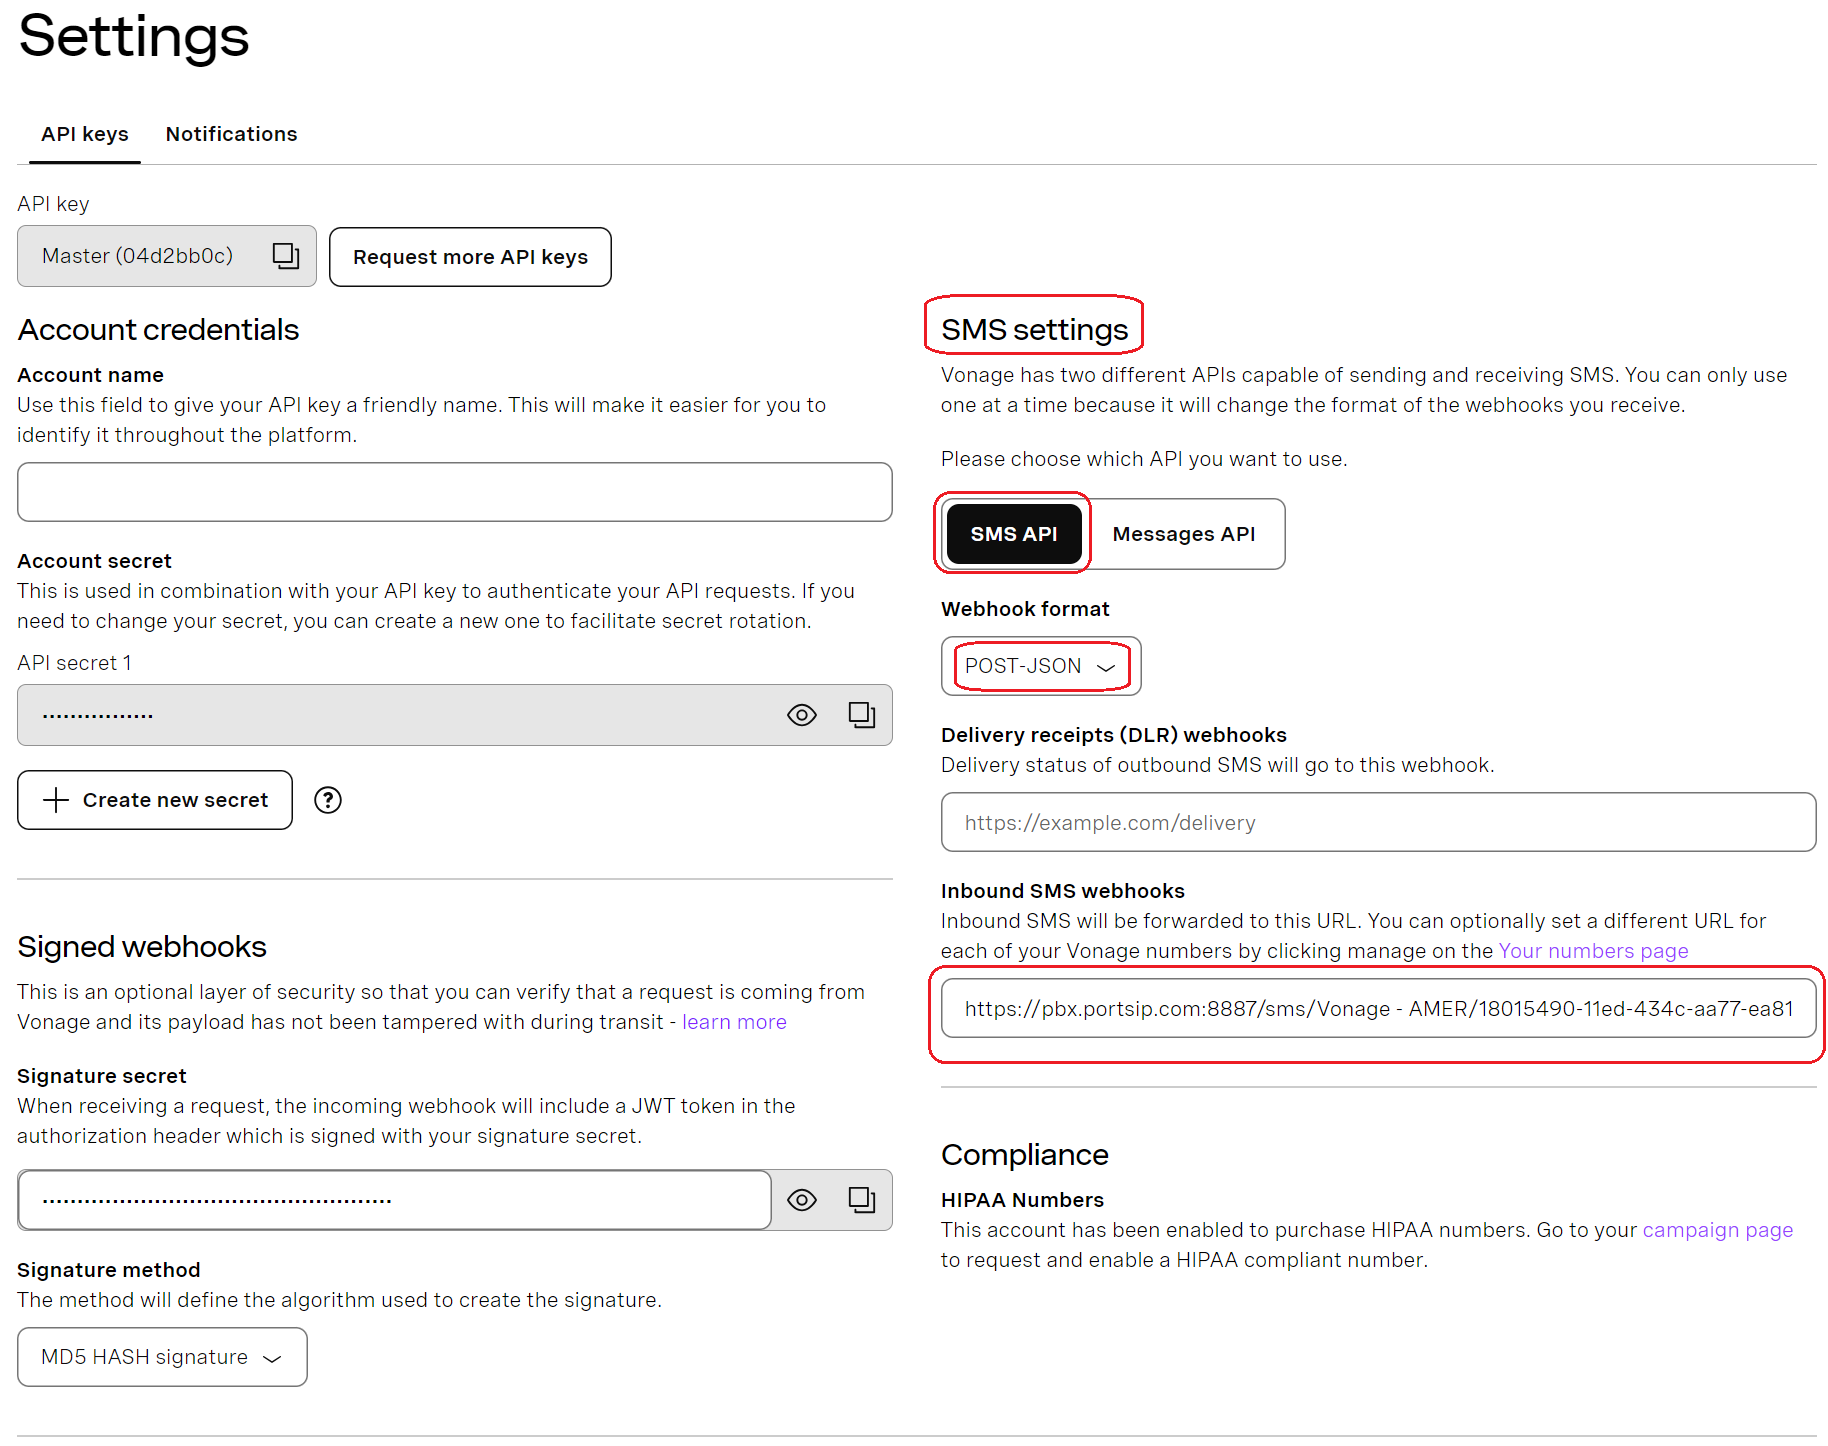 Settings
API keys
Notifications
API key
Master (04d2bb0c)
Request more API keys
Account credentials
Account name
Use this field to give your API key a friendly name. This will make it easier for you to
identify it throughout the platform.
Account secret
This is used in combination with your API key to authenticate your API requests. If you
need to change your secret, you can create a new one to facilitate secret rotation.
API secret 1
Create new secret
?
Signed webhooks
This is an optional layer of security so that you can verify that a request is coming from
Vonage and its payload has not been tampered with during transit - learn more
Signature secret
When receiving a request, the incoming webhook will include a JWT token in the
authorization header which is signed with your signature secret.
Signature method
The method will define the algorithm used to create the signature.
MD5 HASH signature
SMS settings
Vonage has two different APIs capable of sending and receiving SMS. You can only use
one at a time because it will change the format of the webhooks you receive.
Please choose which API you want to use.
SMS API
Messages API
Webhook format
POST-JSON
Delivery receipts (DLR) webhooks
Delivery status of outbound SMS will go to this webhook.
https://example.com/delivery
Inbound SMS webhooks
Inbound SMS will be forwarded to this URL. You can optionally set a different URL for
each of your Vonage numbers by clicking manage on the Your numbers page
https://pbx.portsip.com:8887/sms/Vonage - AMER/18015490-11ed-434c-aa77-ea81
Compliance
HIPAA Numbers
This account has been enabled to purchase HIPAA numbers. Go to your campaign page
to request and enable a HIPAA compliant number.